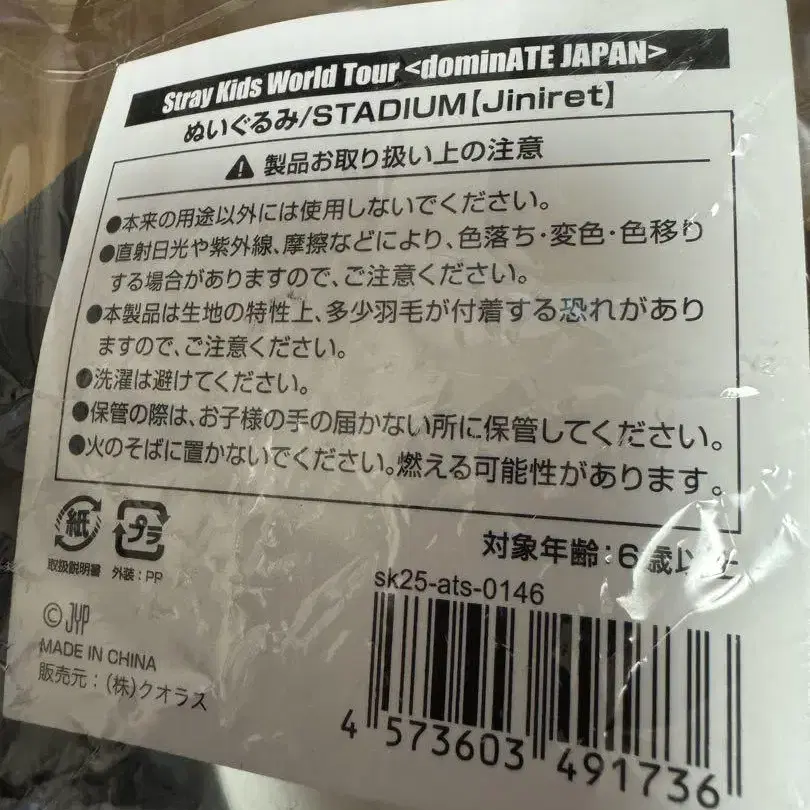 Stray Kids World Tour <dominATE JAPAN>
ぬいぐるみ/STADIUM【Jiniret】
製品お取り扱い上の注意
●本来の用途以外には使用しないでください。
●直射日光や紫外線、摩擦などにより、色落ち・変色・色移り
する場合がありますので、ご注意ください。
●本製品は生地の特性上、多少羽毛が付着する恐れがあり
ますので、ご注意ください。
●洗濯は避けてください。
●保管の際は、お子様の手の届かない所に保管してください。
●火のそばに置かないでください。燃える可能性があります。
紙 プラ
取扱説明書 外装:PP
対象年齢:6歳以上
sk25-ats-0146
© JYP
MADE IN CHINA
販売元:(株)クオラス
4 573603 491736